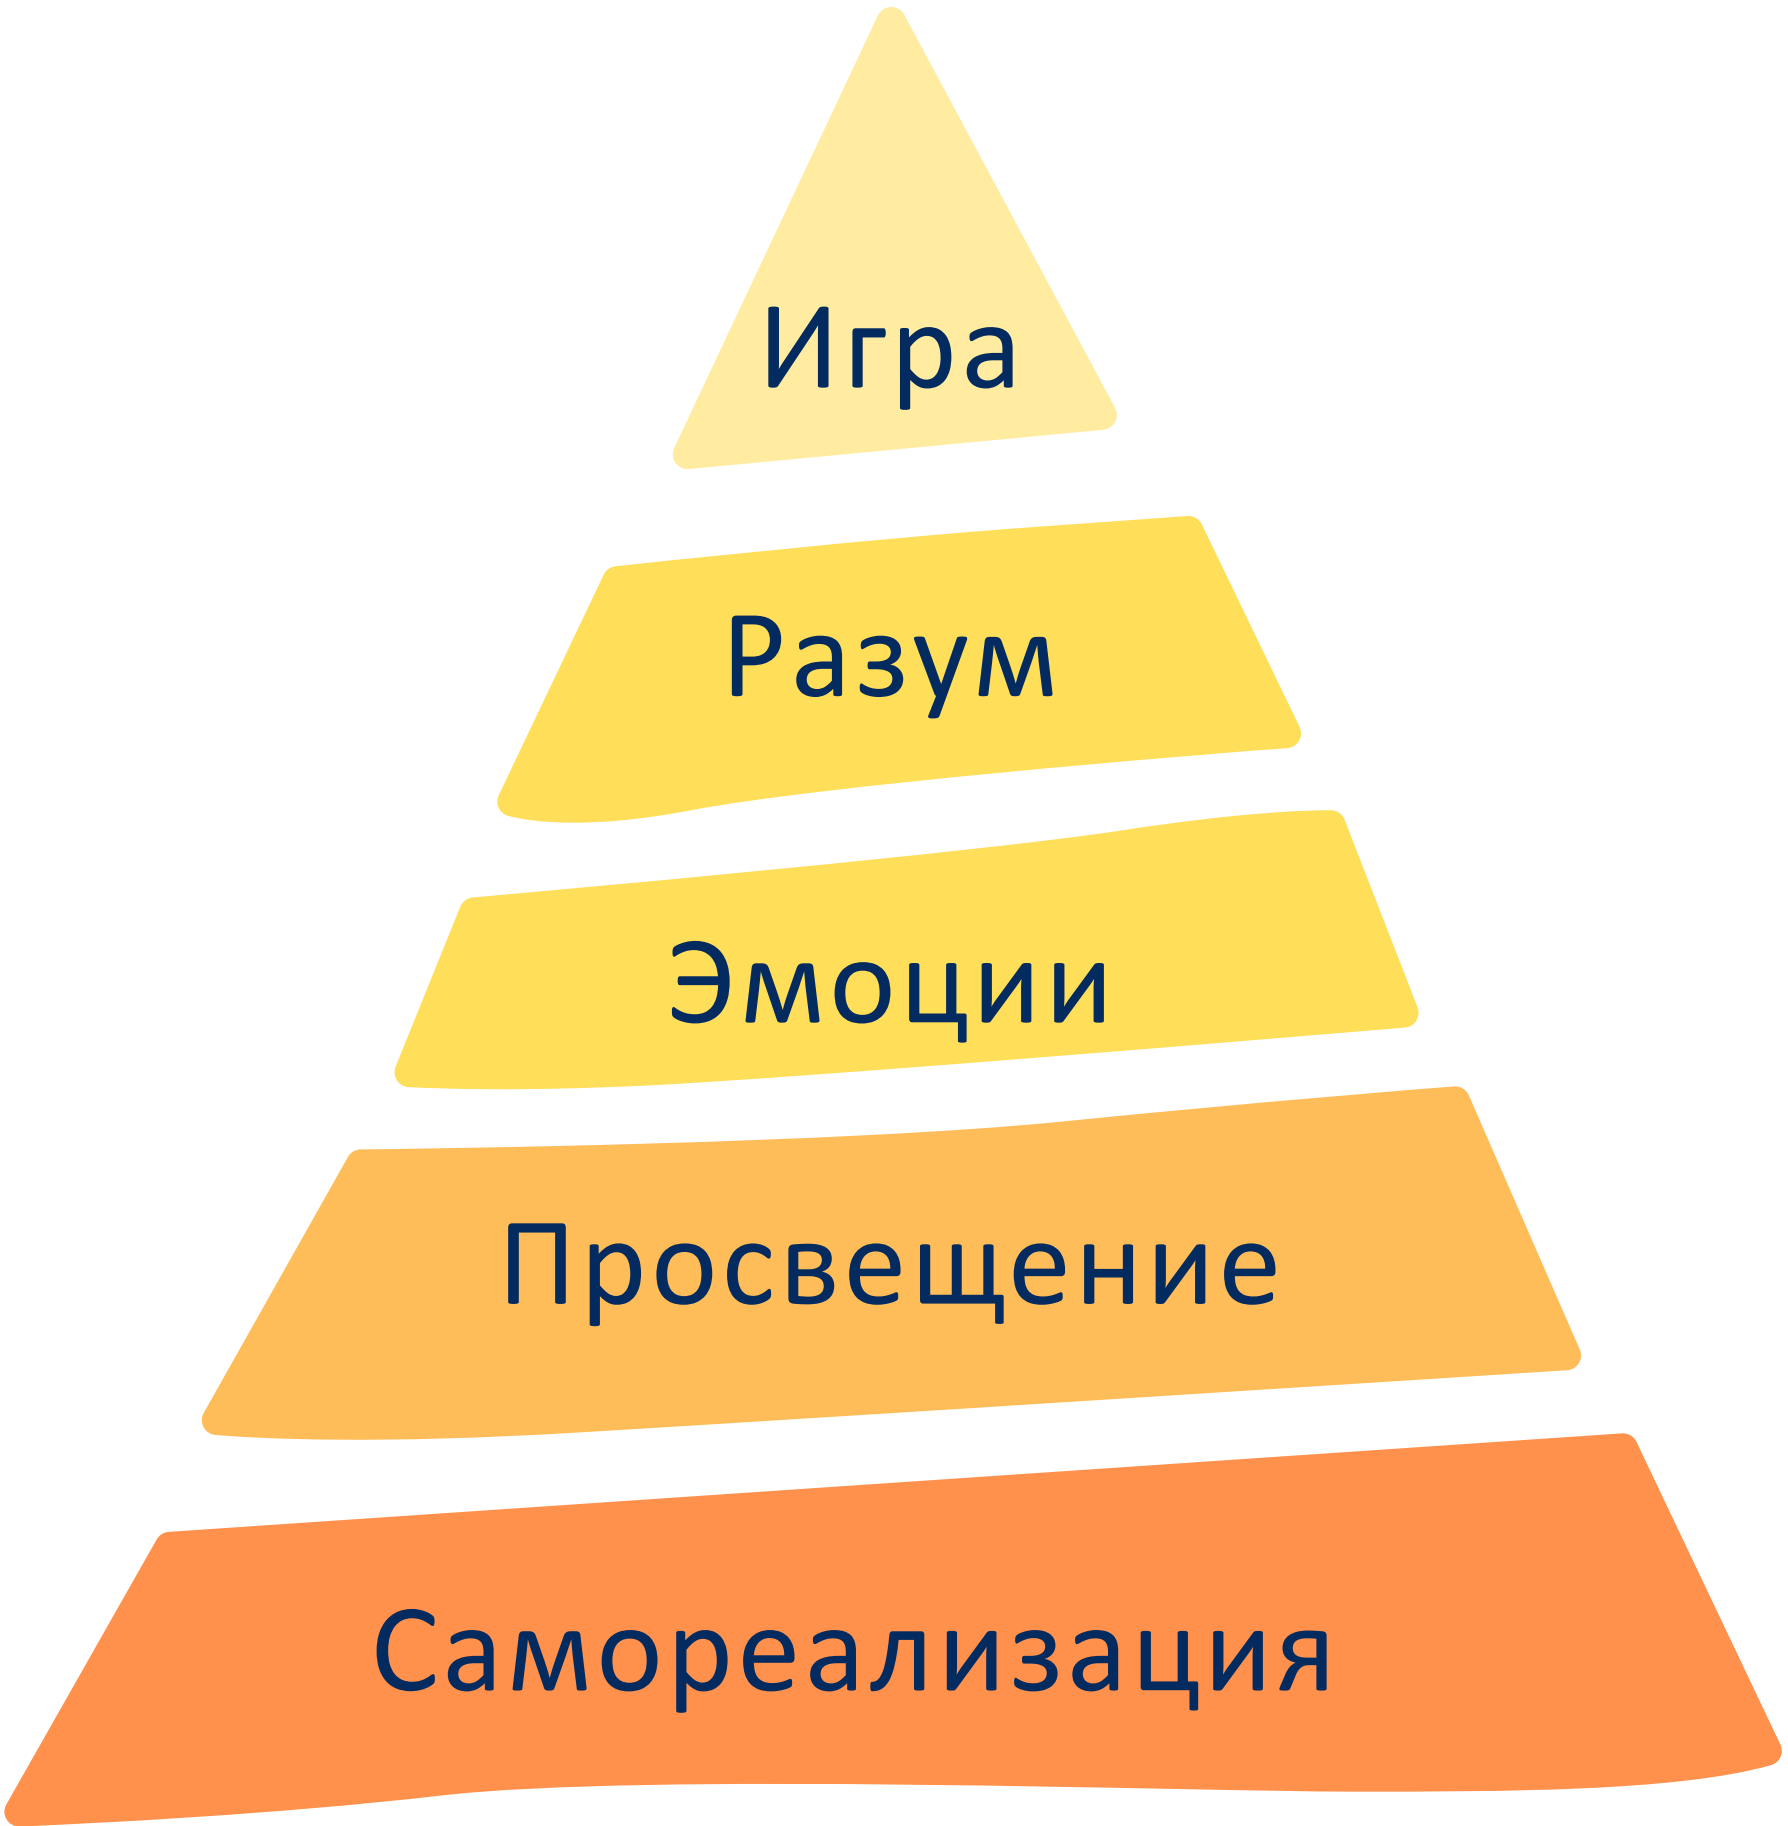 Игра
Разум
Эмоции
Просвещение
Самореализация